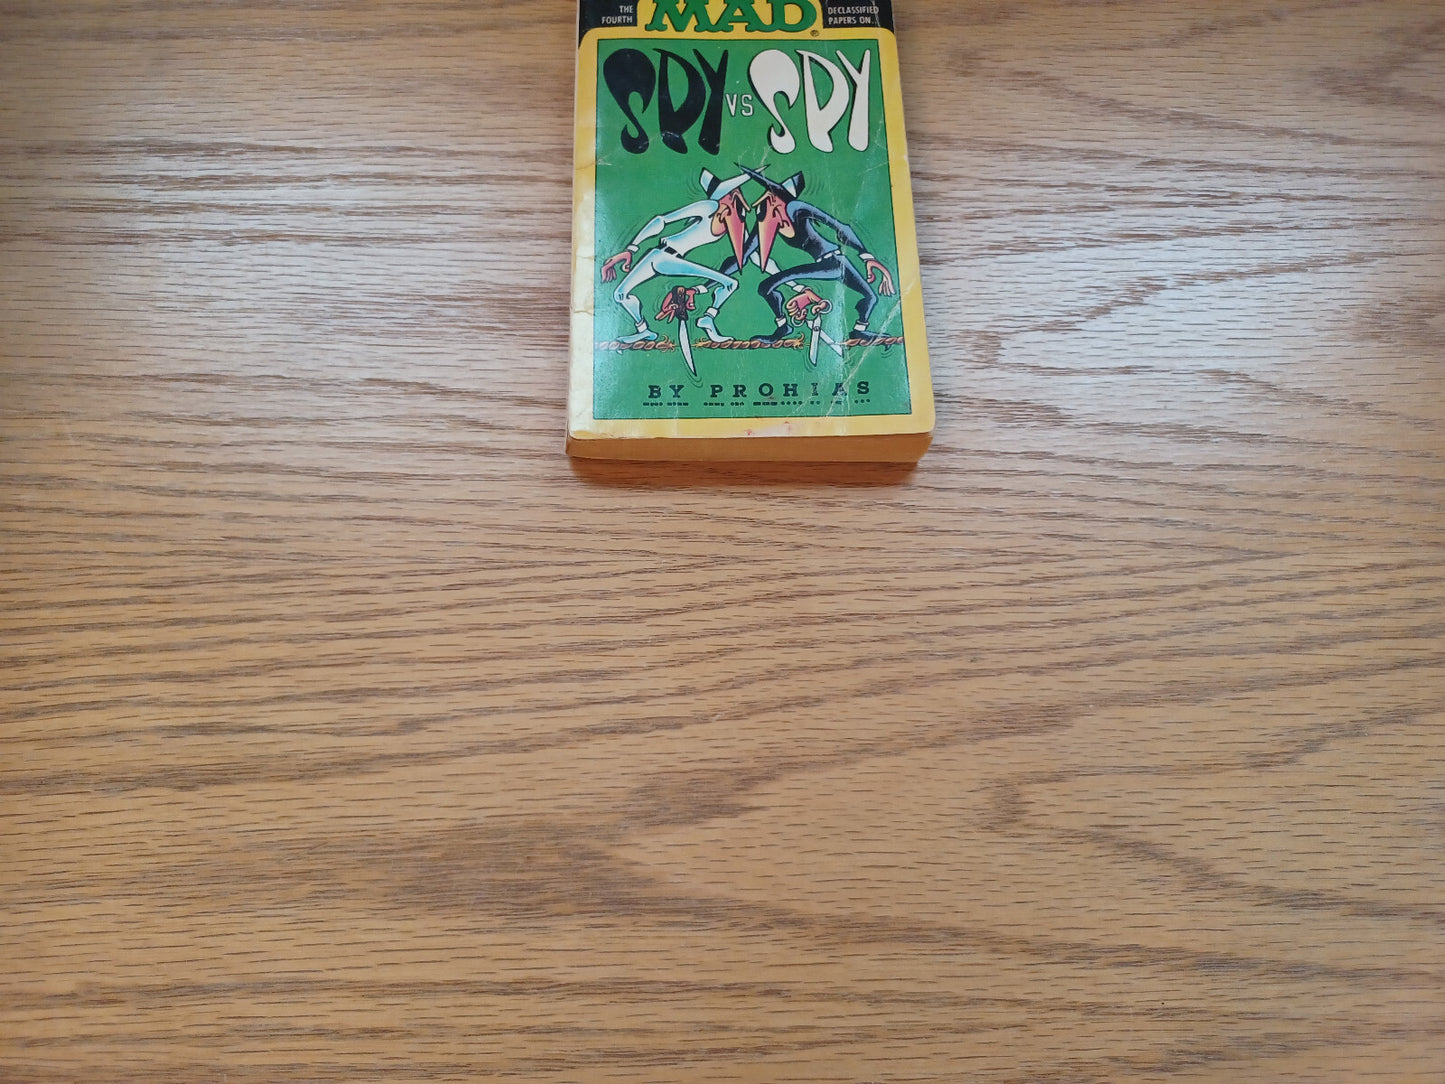 THE FOURTH
MAD®
DECLASSIFIED PAPERS ON...
SPY VS SPY
BY PROHIAS